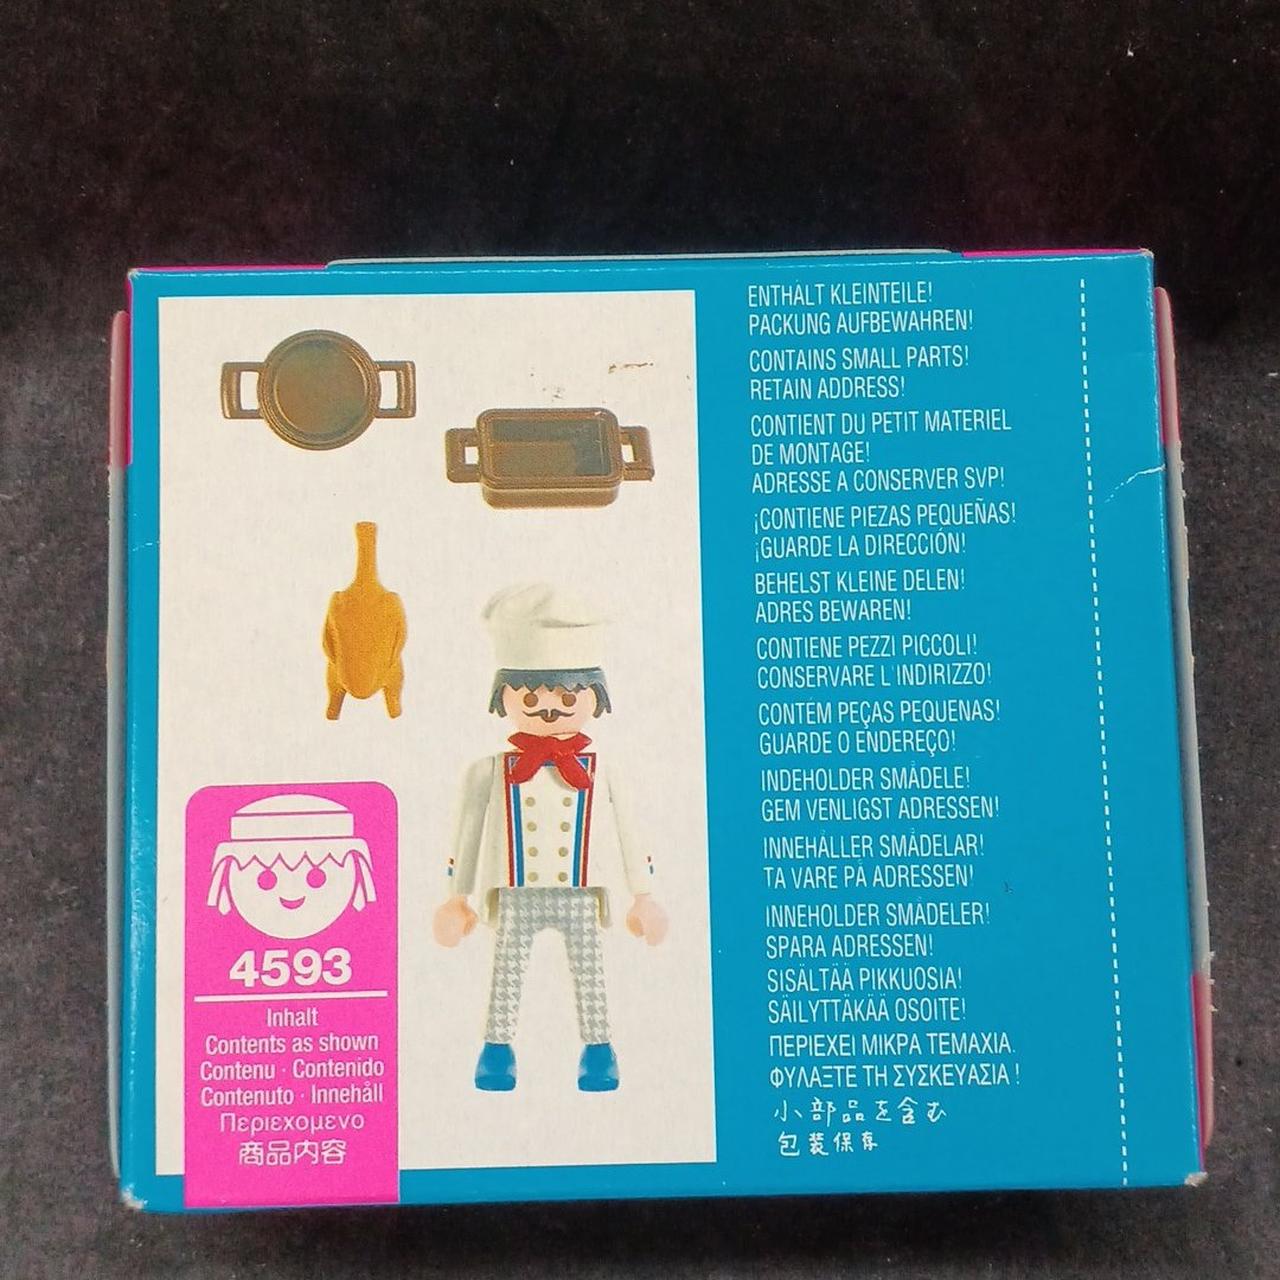 ENTHÄLT KLEINTEILE!
PACKUNG AUFBEWAHREN!
CONTAINS SMALL PARTS!
RETAIN ADDRESS!
CONTIENT DU PETIT MATERIEL
DE MONTAGE!
ADRESSE A CONSERVER SVP!
¡CONTIENE PIEZAS PEQUEÑAS!
¡GUARDE LA DIRECCIÓN!
BEHELST KLEINE DELEN!
ADRES BEWAREN!
CONTIENE PEZZI PICCOLI!
CONSERVARE L'INDIRIZZO!
CONTÉM PEÇAS PEQUENAS!
GUARDE O ENDEREÇO!
INDEHOLDER SMÅDELE!
GEM VENLIGST ADRESSEN!
INNEHÅLLER SMÅDELAR!
TA VARE PÅ ADRESSEN!
INNEHOLDER SMÅDELER!
SPARA ADRESSEN!
SISÄLTÄÄ PIKKUOSIA!
SÄILYTTÄKÄÄ OSOITE!
ΠΕΡΙΕΧΕΙ ΜΙΚΡΑ ΤΕΜΑΧΙΑ.
ΦΥΛΑΞΤΕ ΤΗ ΣΥΣΚΕΥΑΣΙΑ!
小部品を含む
包装保存
4593
Inhalt
Contents as shown
Contenu · Contenido
Contenuto · Innehåll
Περιεχομενο
商品内容